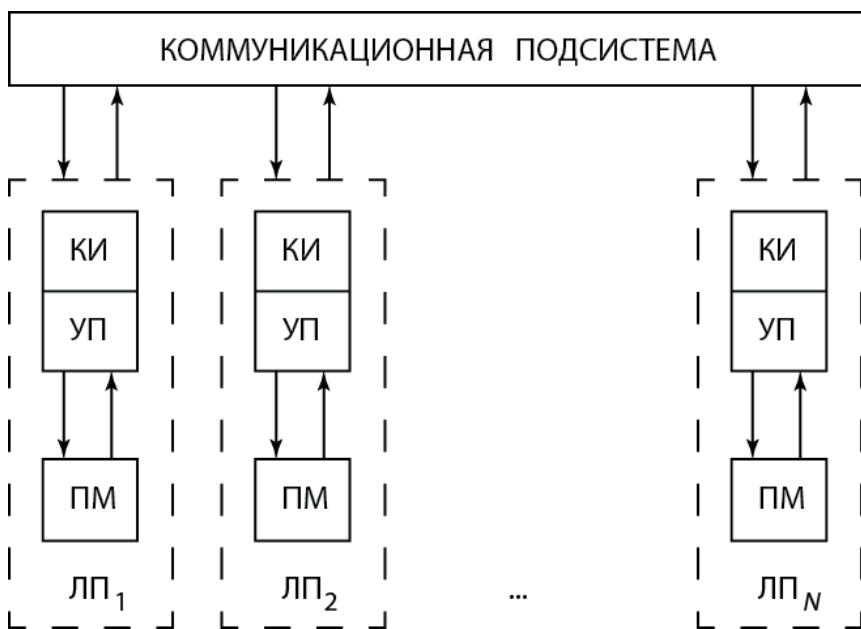 КОММУНИКАЦИОННАЯ ПОДСИСТЕМА
КИ КИ КИ
УП УП УП
ПМ ПМ ПМ
ЛП1 ЛП2 ... ЛПN